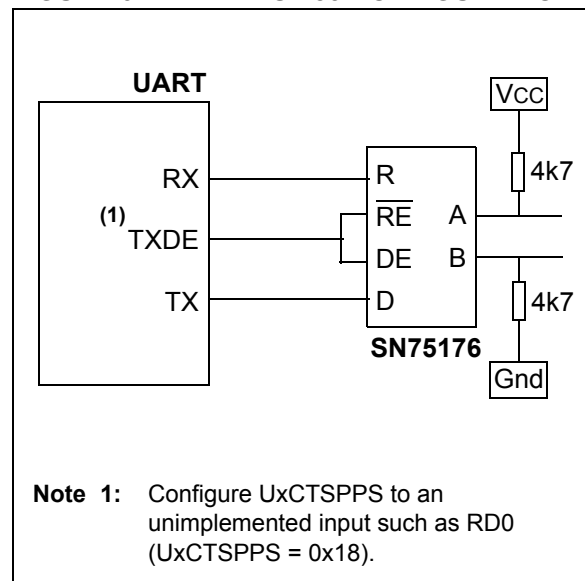 UART
VCC
RX
R
4k7
(1)
RE
A
TXDE
DE
B
TX
D
4k7
SN75176
Gnd
Note 1: Configure UxCTSPPS to an
unimplemented input such as RD0
(UxCTSPPS = 0x18).